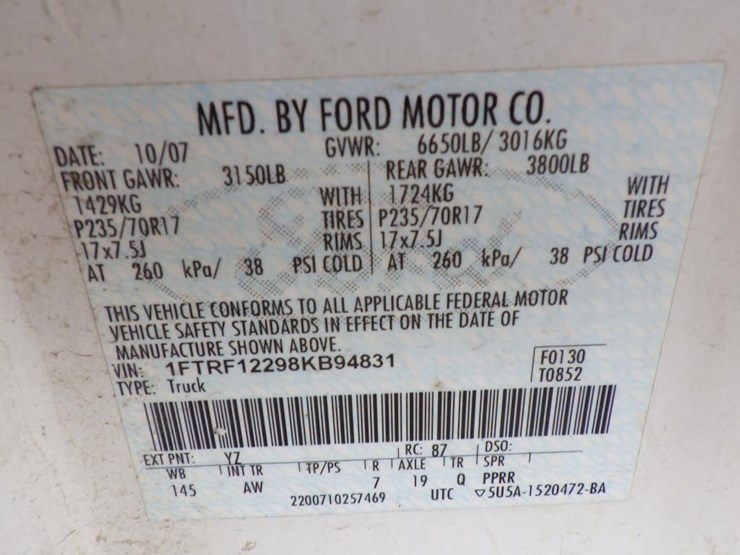 MFD. BY FORD MOTOR CO.
DATE: 10/07 GVWR: 6650LB/ 3016KG
FRONT GAWR: 3150LB REAR GAWR: 3800LB
1429KG WITH 1724KG WITH
P235/70R17 TIRES P235/70R17 TIRES
17x7.5J RIMS 17x7.5J RIMS
AT 260 kPa/ 38 PSI COLD AT 260 kPa/ 38 PSI COLD
Ford
THIS VEHICLE CONFORMS TO ALL APPLICABLE FEDERAL MOTOR
VEHICLE SAFETY STANDARDS IN EFFECT ON THE DATE OF
MANUFACTURE SHOWN ABOVE.
VIN: 1FTRF12298KB94831 F0130
TYPE: Truck T0852
EXT PNT: YZ RC: 87 DSO:
WB INT TR TP/PS R AXLE TR SPR
145 AW 7 19 Q PPRR
2200710257469 UTC ▽5U5A-1520472-BA